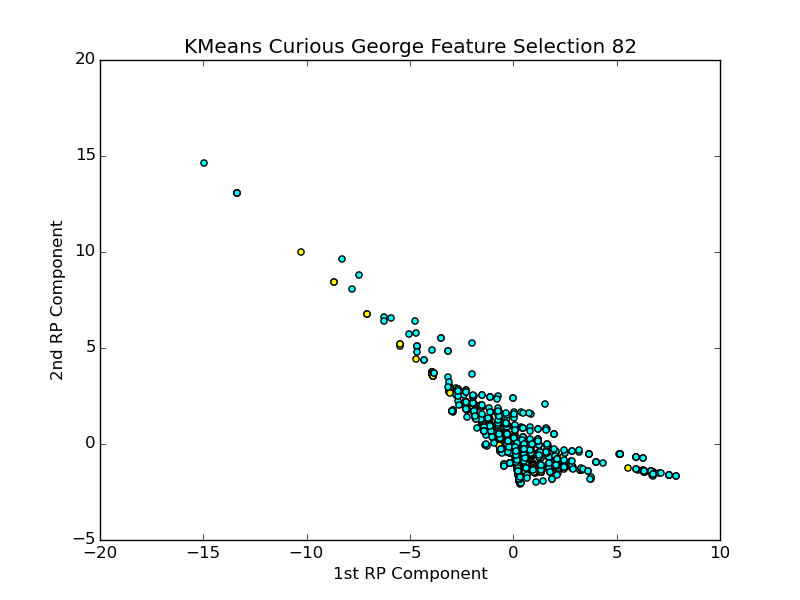 KMeans Curious George Feature Selection 82
20
15
10
5
0
−5
2nd RP Component
−20 −15 −10 −5 0 5 10
1st RP Component